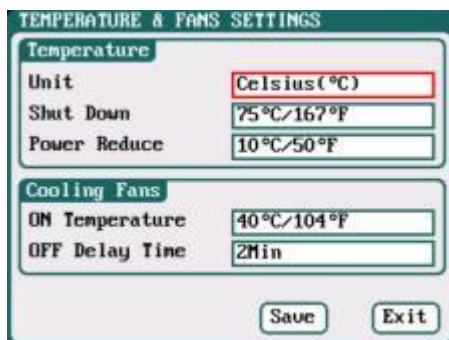 TEMPERATURE & FANS SETTINGS
Temperature
Unit Celsius(°C)
Shut Down 75°C/167°F
Power Reduce 10°C/50°F
Cooling Fans
ON Temperature 40°C/104°F
OFF Delay Time 2Min
Save Exit